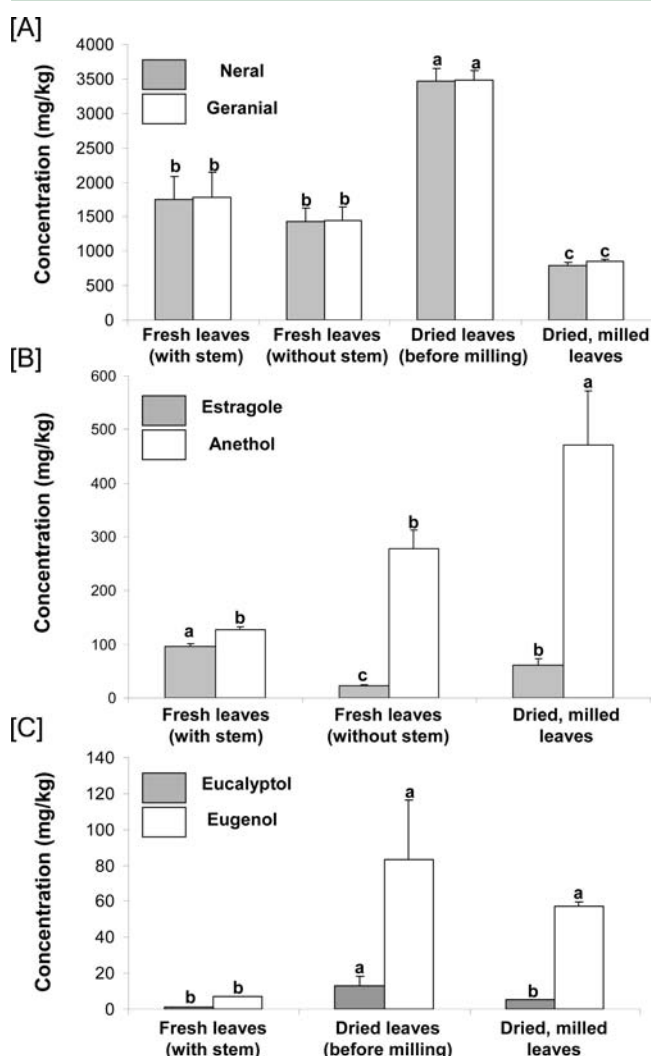 [A]
Concentration (mg/kg)
4000
3500
3000
2500
2000
1500
1000
500
0
Neral
Geranial
b b
b b
a a
c c
Fresh leaves
(with stem)
Fresh leaves
(without stem)
Dried leaves
(before milling)
Dried, milled
leaves
[B]
Concentration (mg/kg)
600
500
400
300
200
100
0
Estragole
Anethol
a b
c b
b a
Fresh leaves
(with stem)
Fresh leaves
(without stem)
Dried, milled
leaves
[C]
Concentration (mg/kg)
140
120
100
80
60
40
20
0
Eucalyptol
Eugenol
b b
a a
b a
Fresh leaves
(with stem)
Dried leaves
(before milling)
Dried, milled
leaves